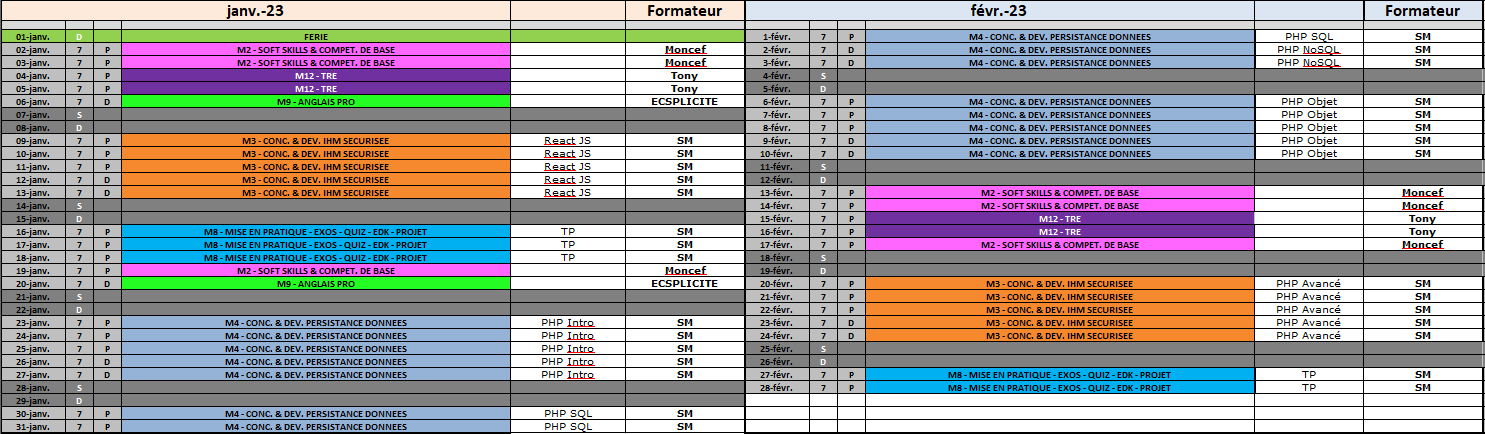 janv.-23 Formateur févr.-23 Formateur
01-janv. D FERIE 1-févr. 7 P M4 - CONC. & DEV. PERSISTANCE DONNEES PHP SQL SM
02-janv. 7 P M2 - SOFT SKILLS & COMPET. DE BASE Moncef 2-févr. 7 D M4 - CONC. & DEV. PERSISTANCE DONNEES PHP NoSQL SM
03-janv. 7 P M2 - SOFT SKILLS & COMPET. DE BASE Moncef 3-févr. 7 D M4 - CONC. & DEV. PERSISTANCE DONNEES PHP NoSQL SM
04-janv. 7 P M12 - TRE Tony 4-févr. S
05-janv. 7 P M12 - TRE Tony 5-févr. D
06-janv. 7 D M9 - ANGLAIS PRO ECSPLICITE 6-févr. 7 P M4 - CONC. & DEV. PERSISTANCE DONNEES PHP Objet SM
07-janv. S 7-févr. 7 P M4 - CONC. & DEV. PERSISTANCE DONNEES PHP Objet SM
08-janv. D 8-févr. 7 P M4 - CONC. & DEV. PERSISTANCE DONNEES PHP Objet SM
09-janv. 7 P M3 - CONC. & DEV. IHM SECURISEE React JS SM 9-févr. 7 D M4 - CONC. & DEV. PERSISTANCE DONNEES PHP Objet SM
10-janv. 7 P M3 - CONC. & DEV. IHM SECURISEE React JS SM 10-févr. 7 D M4 - CONC. & DEV. PERSISTANCE DONNEES PHP Objet SM
11-janv. 7 P M3 - CONC. & DEV. IHM SECURISEE React JS SM 11-févr. S
12-janv. 7 D M3 - CONC. & DEV. IHM SECURISEE React JS SM 12-févr. D
13-janv. 7 D M3 - CONC. & DEV. IHM SECURISEE React JS SM 13-févr. 7 P M2 - SOFT SKILLS & COMPET. DE BASE Moncef
14-janv. S 14-févr. 7 P M2 - SOFT SKILLS & COMPET. DE BASE Moncef
15-janv. D 15-févr. 7 P M12 - TRE Tony
16-janv. 7 P M8 - MISE EN PRATIQUE - EXOS - QUIZ - EDK - PROJET TP SM 16-févr. 7 P M12 - TRE Tony
17-janv. 7 P M8 - MISE EN PRATIQUE - EXOS - QUIZ - EDK - PROJET TP SM 17-févr. 7 P M2 - SOFT SKILLS & COMPET. DE BASE Moncef
18-janv. 7 P M8 - MISE EN PRATIQUE - EXOS - QUIZ - EDK - PROJET TP SM 18-févr. S
19-janv. 7 P M2 - SOFT SKILLS & COMPET. DE BASE Moncef 19-févr. D
20-janv. 7 D M9 - ANGLAIS PRO ECSPLICITE 20-févr. 7 P M3 - CONC. & DEV. IHM SECURISEE PHP Avancé SM
21-janv. S 21-févr. 7 P M3 - CONC. & DEV. IHM SECURISEE PHP Avancé SM
22-janv. D 22-févr. 7 P M3 - CONC. & DEV. IHM SECURISEE PHP Avancé SM
23-janv. 7 P M4 - CONC. & DEV. PERSISTANCE DONNEES PHP Intro SM 23-févr. 7 D M3 - CONC. & DEV. IHM SECURISEE PHP Avancé SM
24-janv. 7 P M4 - CONC. & DEV. PERSISTANCE DONNEES PHP Intro SM 24-févr. 7 D M3 - CONC. & DEV. IHM SECURISEE PHP Avancé SM
25-janv. 7 P M4 - CONC. & DEV. PERSISTANCE DONNEES PHP Intro SM 25-févr. S
26-janv. 7 D M4 - CONC. & DEV. PERSISTANCE DONNEES PHP Intro SM 26-févr. D
27-janv. 7 D M4 - CONC. & DEV. PERSISTANCE DONNEES PHP Intro SM 27-févr. 7 P M8 - MISE EN PRATIQUE - EXOS - QUIZ - EDK - PROJET TP SM
28-janv. S 28-févr. 7 P M8 - MISE EN PRATIQUE - EXOS - QUIZ - EDK - PROJET TP SM
29-janv. D
30-janv. 7 P M4 - CONC. & DEV. PERSISTANCE DONNEES PHP SQL SM
31-janv. 7 P M4 - CONC. & DEV. PERSISTANCE DONNEES PHP SQL SM